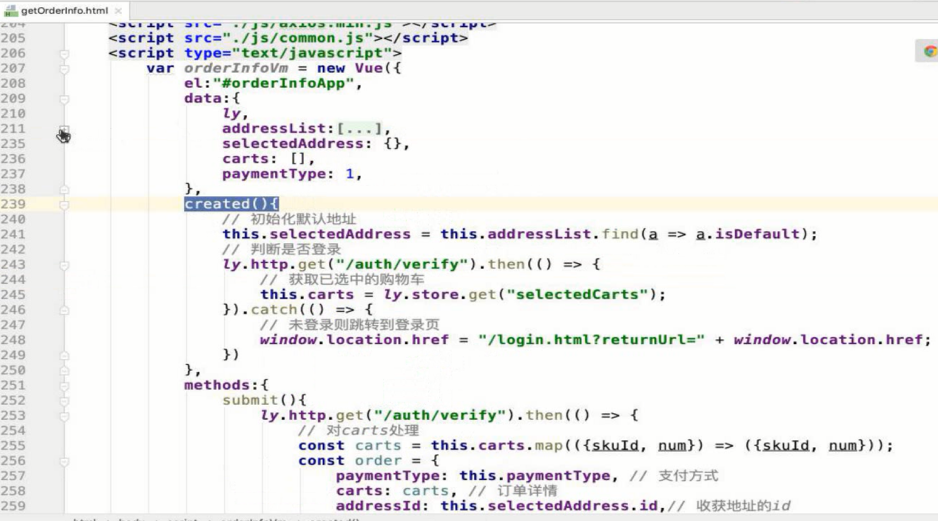 getOrderInfo.html ×
204 <script src="./js/axios.min.js"></script>
205 <script src="./js/common.js"></script>
206 <script type="text/javascript">
207 var orderInfoVm = new Vue({
208 el:"#orderInfoApp",
209 data:{
210 ly,
211 addressList:[...],
235 selectedAddress: {},
236 carts: [],
237 paymentType: 1,
238 },
239 created(){
240 // 初始化默认地址
241 this.selectedAddress = this.addressList.find(a => a.isDefault);
242 // 判断是否登录
243 ly.http.get("/auth/verify").then(() => {
244 // 获取已选中的购物车
245 this.carts = ly.store.get("selectedCarts");
246 }).catch(() => {
247 // 未登录则跳转到登录页
248 window.location.href = "/login.html?returnUrl=" + window.location.href;
249 })
250 },
251 methods:{
252 submit(){
253 ly.http.get("/auth/verify").then(() => {
254 // 对carts处理
255 const carts = this.carts.map(({skuId, num}) => ({skuId, num}));
256 const order = {
257 paymentType: this.paymentType, // 支付方式
258 carts: carts, // 订单详情
259 addressId: this.selectedAddress.id,// 收获地址的id